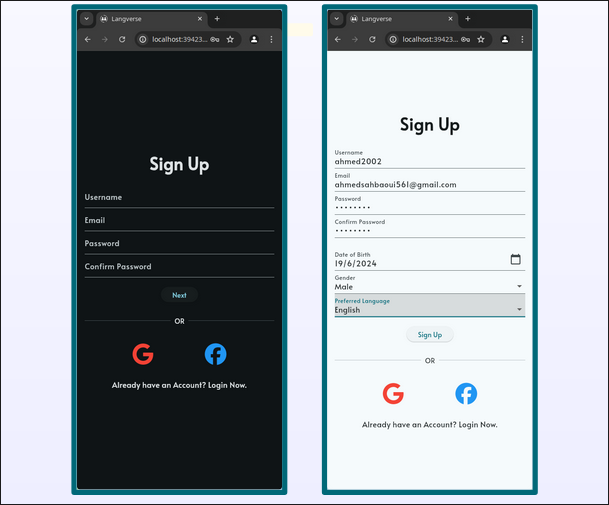 Langverse
localhost:39423...
Sign Up
Username
Email
Password
Confirm Password
Next
OR
Already have an Account? Login Now.
Langverse
localhost:39423...
Sign Up
Username
ahmed2002
Email
ahmedsahbaoui561@gmail.com
Password
••••••••
Confirm Password
••••••••
Date of Birth
19/6/2024
Gender
Male
Preferred Language
English
Sign Up
OR
Already have an Account? Login Now.